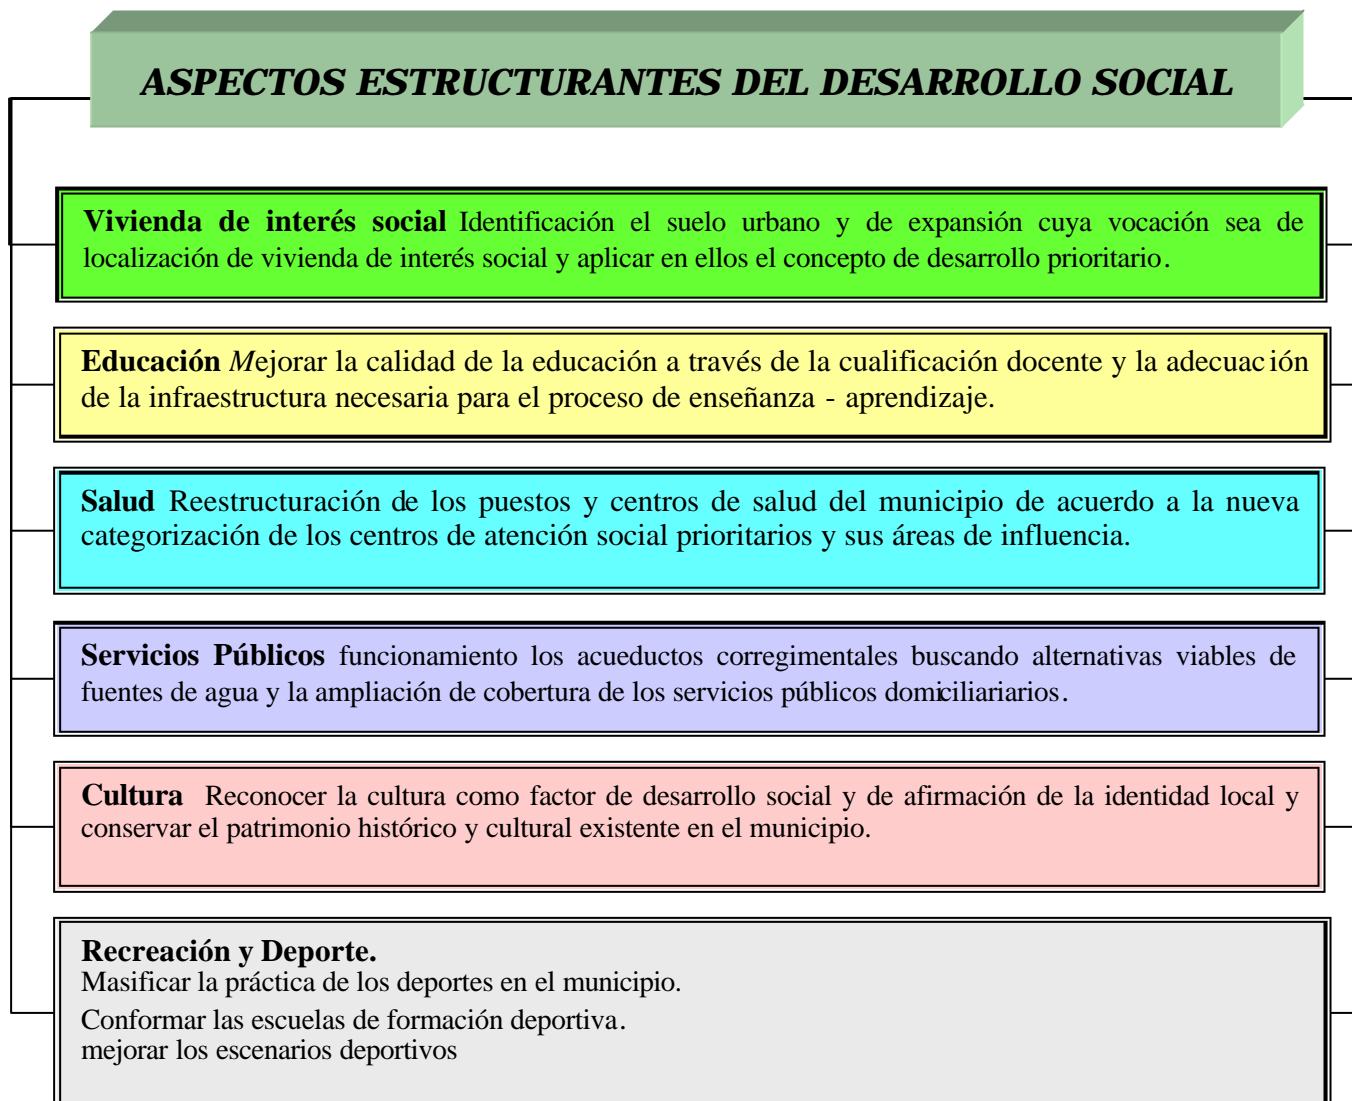 ASPECTOS ESTRUCTURANTES DEL DESARROLLO SOCIAL
Vivienda de interés social Identificación el suelo urbano y de expansión cuya vocación sea de
localización de vivienda de interés social y aplicar en ellos el concepto de desarrollo prioritario.
Educación Mejorar la calidad de la educación a través de la cualificación docente y la adecuación
de la infraestructura necesaria para el proceso de enseñanza - aprendizaje.
Salud Reestructuración de los puestos y centros de salud del municipio de acuerdo a la nueva
categorización de los centros de atención social prioritarios y sus áreas de influencia.
Servicios Públicos funcionamiento los acueductos corregimentales buscando alternativas viables de
fuentes de agua y la ampliación de cobertura de los servicios públicos domiciliariarios.
Cultura Reconocer la cultura como factor de desarrollo social y de afirmación de la identidad local y
conservar el patrimonio histórico y cultural existente en el municipio.
Recreación y Deporte.
Masificar la práctica de los deportes en el municipio.
Conformar las escuelas de formación deportiva.
mejorar los escenarios deportivos